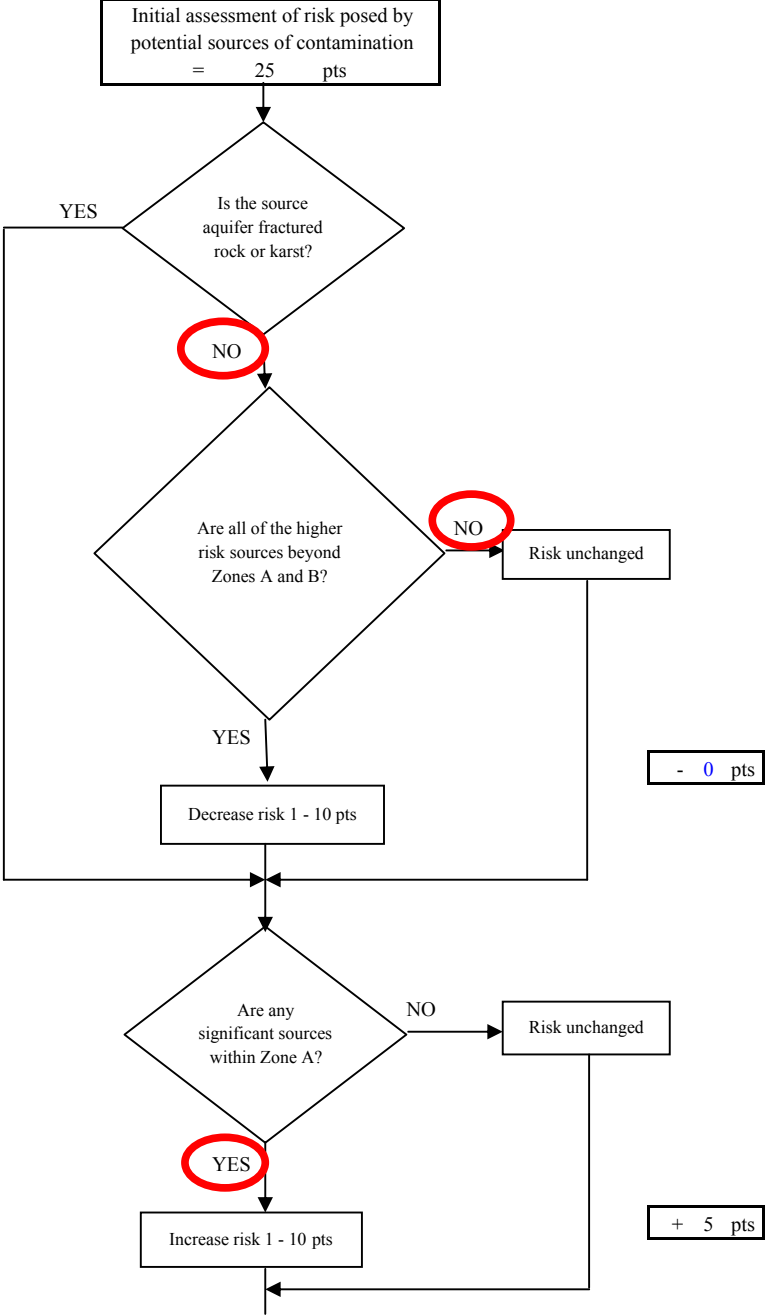 Initial assessment of risk posed by
potential sources of contamination
= 25 pts
Is the source
aquifer fractured
rock or karst?
YES
NO
Are all of the higher
risk sources beyond
Zones A and B?
NO
Risk unchanged
YES
- 0 pts
Decrease risk 1 - 10 pts
Are any
significant sources
within Zone A?
NO
Risk unchanged
YES
+ 5 pts
Increase risk 1 - 10 pts